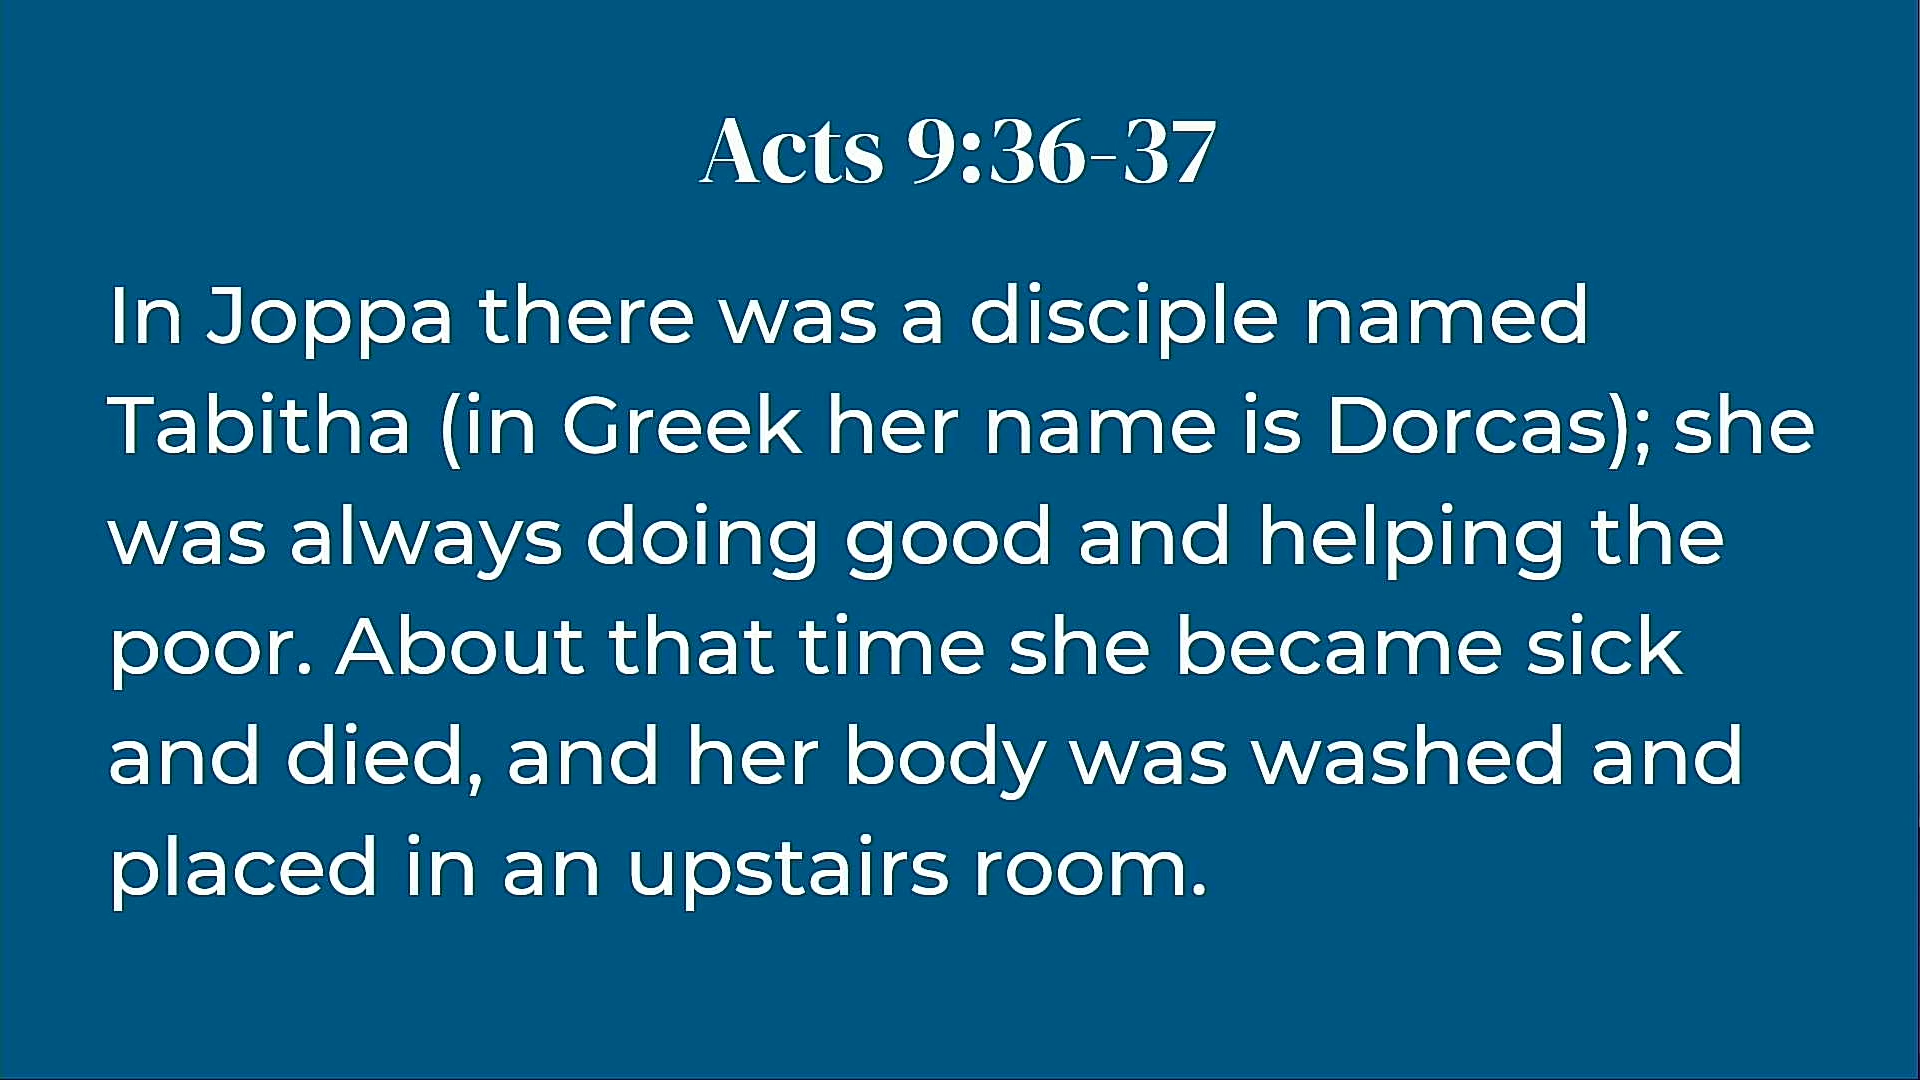 Acts 9:36-37
In Joppa there was a disciple named
Tabitha (in Greek her name is Dorcas); she
was always doing good and helping the
poor. About that time she became sick
and died, and her body was washed and
placed in an upstairs room.